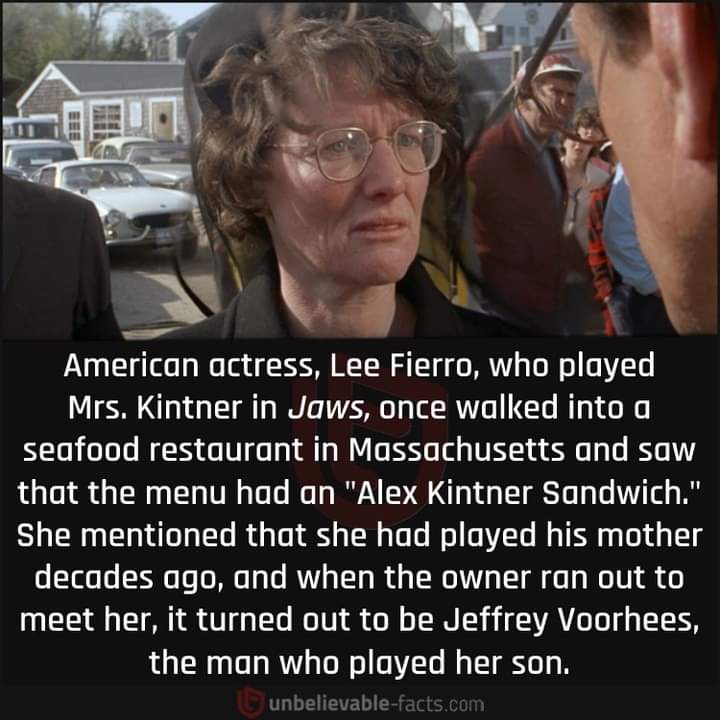 American actress, Lee Fierro, who played
Mrs. Kintner in Jaws, once walked into a
seafood restaurant in Massachusetts and saw
that the menu had an "Alex Kintner Sandwich."
She mentioned that she had played his mother
decades ago, and when the owner ran out to
meet her, it turned out to be Jeffrey Voorhees,
the man who played her son.
unbelievable-facts.com